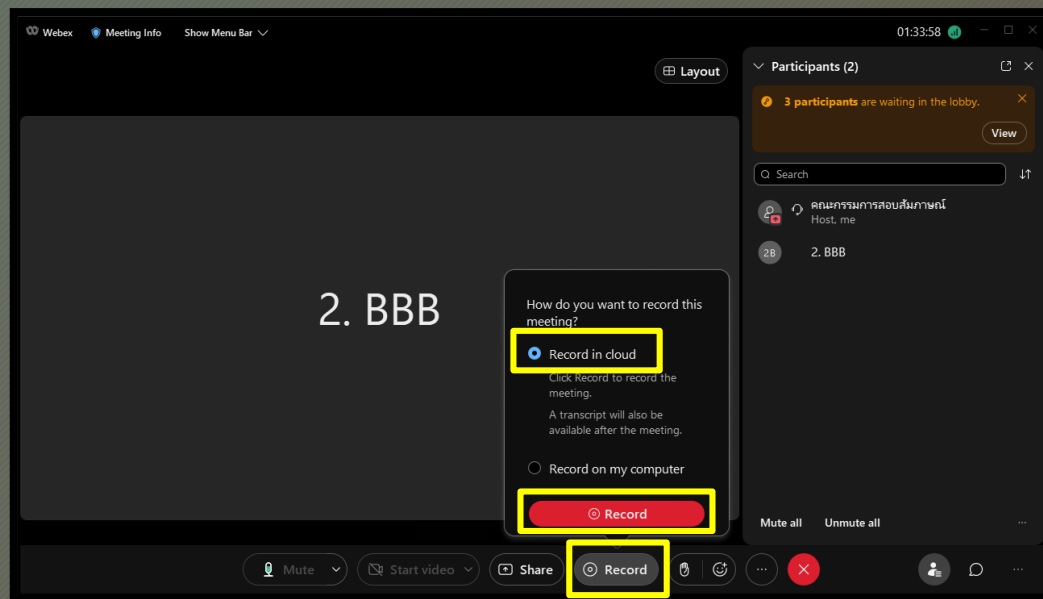 Webex Meeting Info Show Menu Bar 01:33:58
Layout
Participants (2)
3 participants are waiting in the lobby.
View
Search
คณะกรรมการสอบสัมภาษณ์
Host, me
2B 2. BBB
2. BBB
How do you want to record this
meeting?
Record in cloud
Click Record to record the
meeting.
A transcript will also be
available after the meeting.
Record on my computer
Record
Mute all Unmute all
Mute Start video Share Record